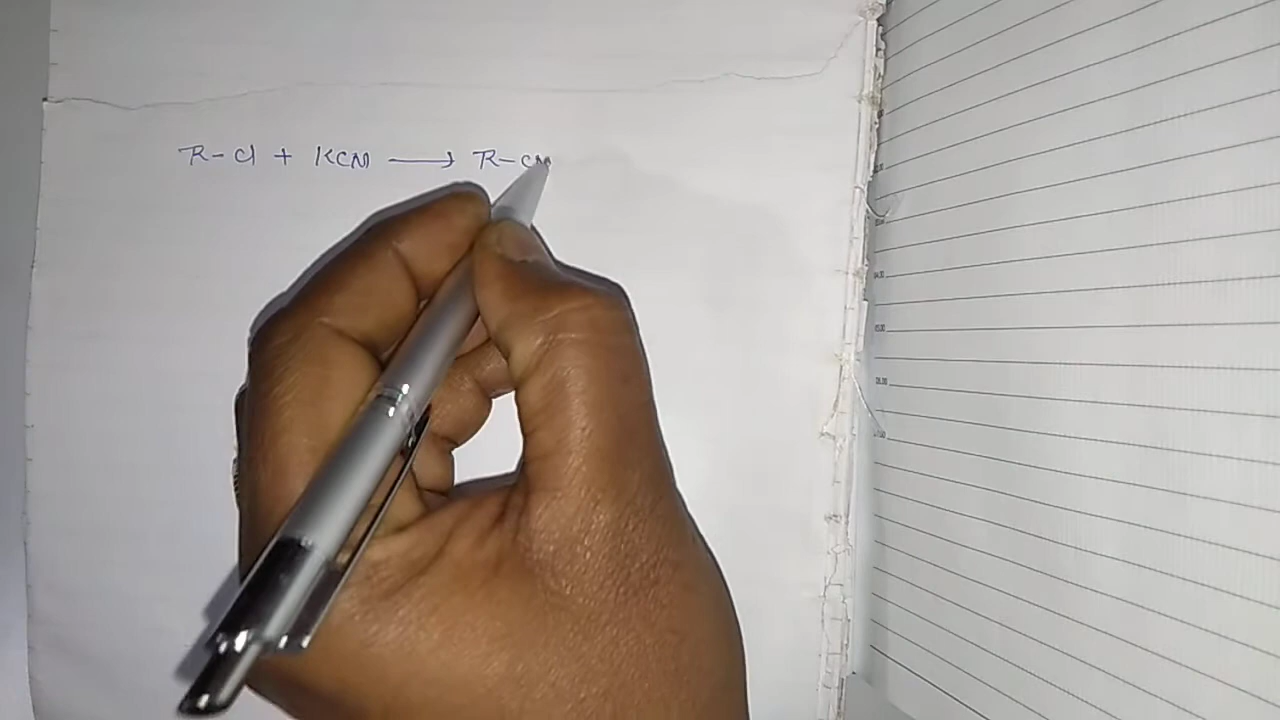 R-Cl + KCN ⟶ R-CN